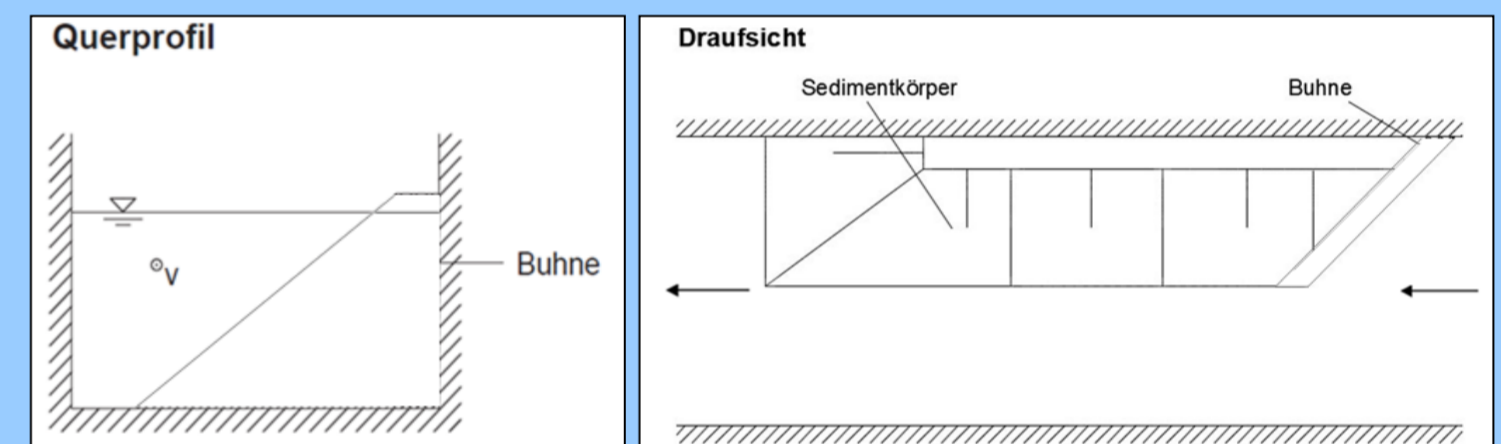 Querprofil
v
Buhne
Draufsicht
Sedimentkörper
Buhne